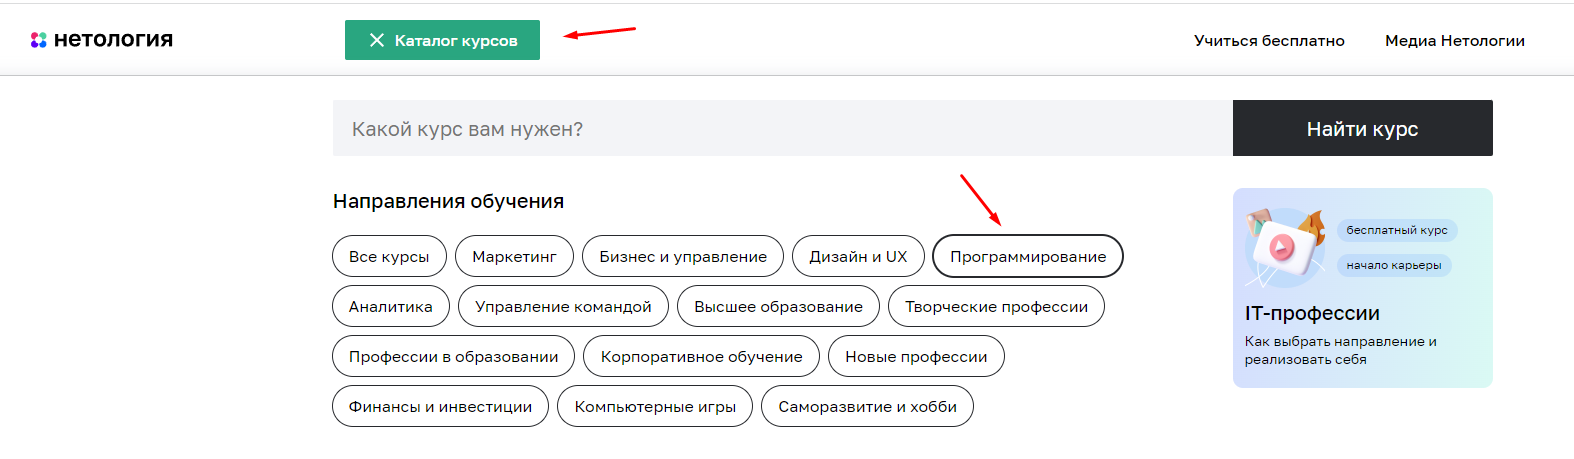 нетология
Каталог курсов
Учиться бесплатно
Медиа Нетологии
Какой курс вам нужен?
Найти курс
Направления обучения
Все курсы
Маркетинг
Бизнес и управление
Дизайн и UX
Программирование
Аналитика
Управление командой
Высшее образование
Творческие профессии
Профессии в образовании
Корпоративное обучение
Новые профессии
Финансы и инвестиции
Компьютерные игры
Саморазвитие и хобби
бесплатный курс
начало карьеры
IT-профессии
Как выбрать направление и
реализовать себя